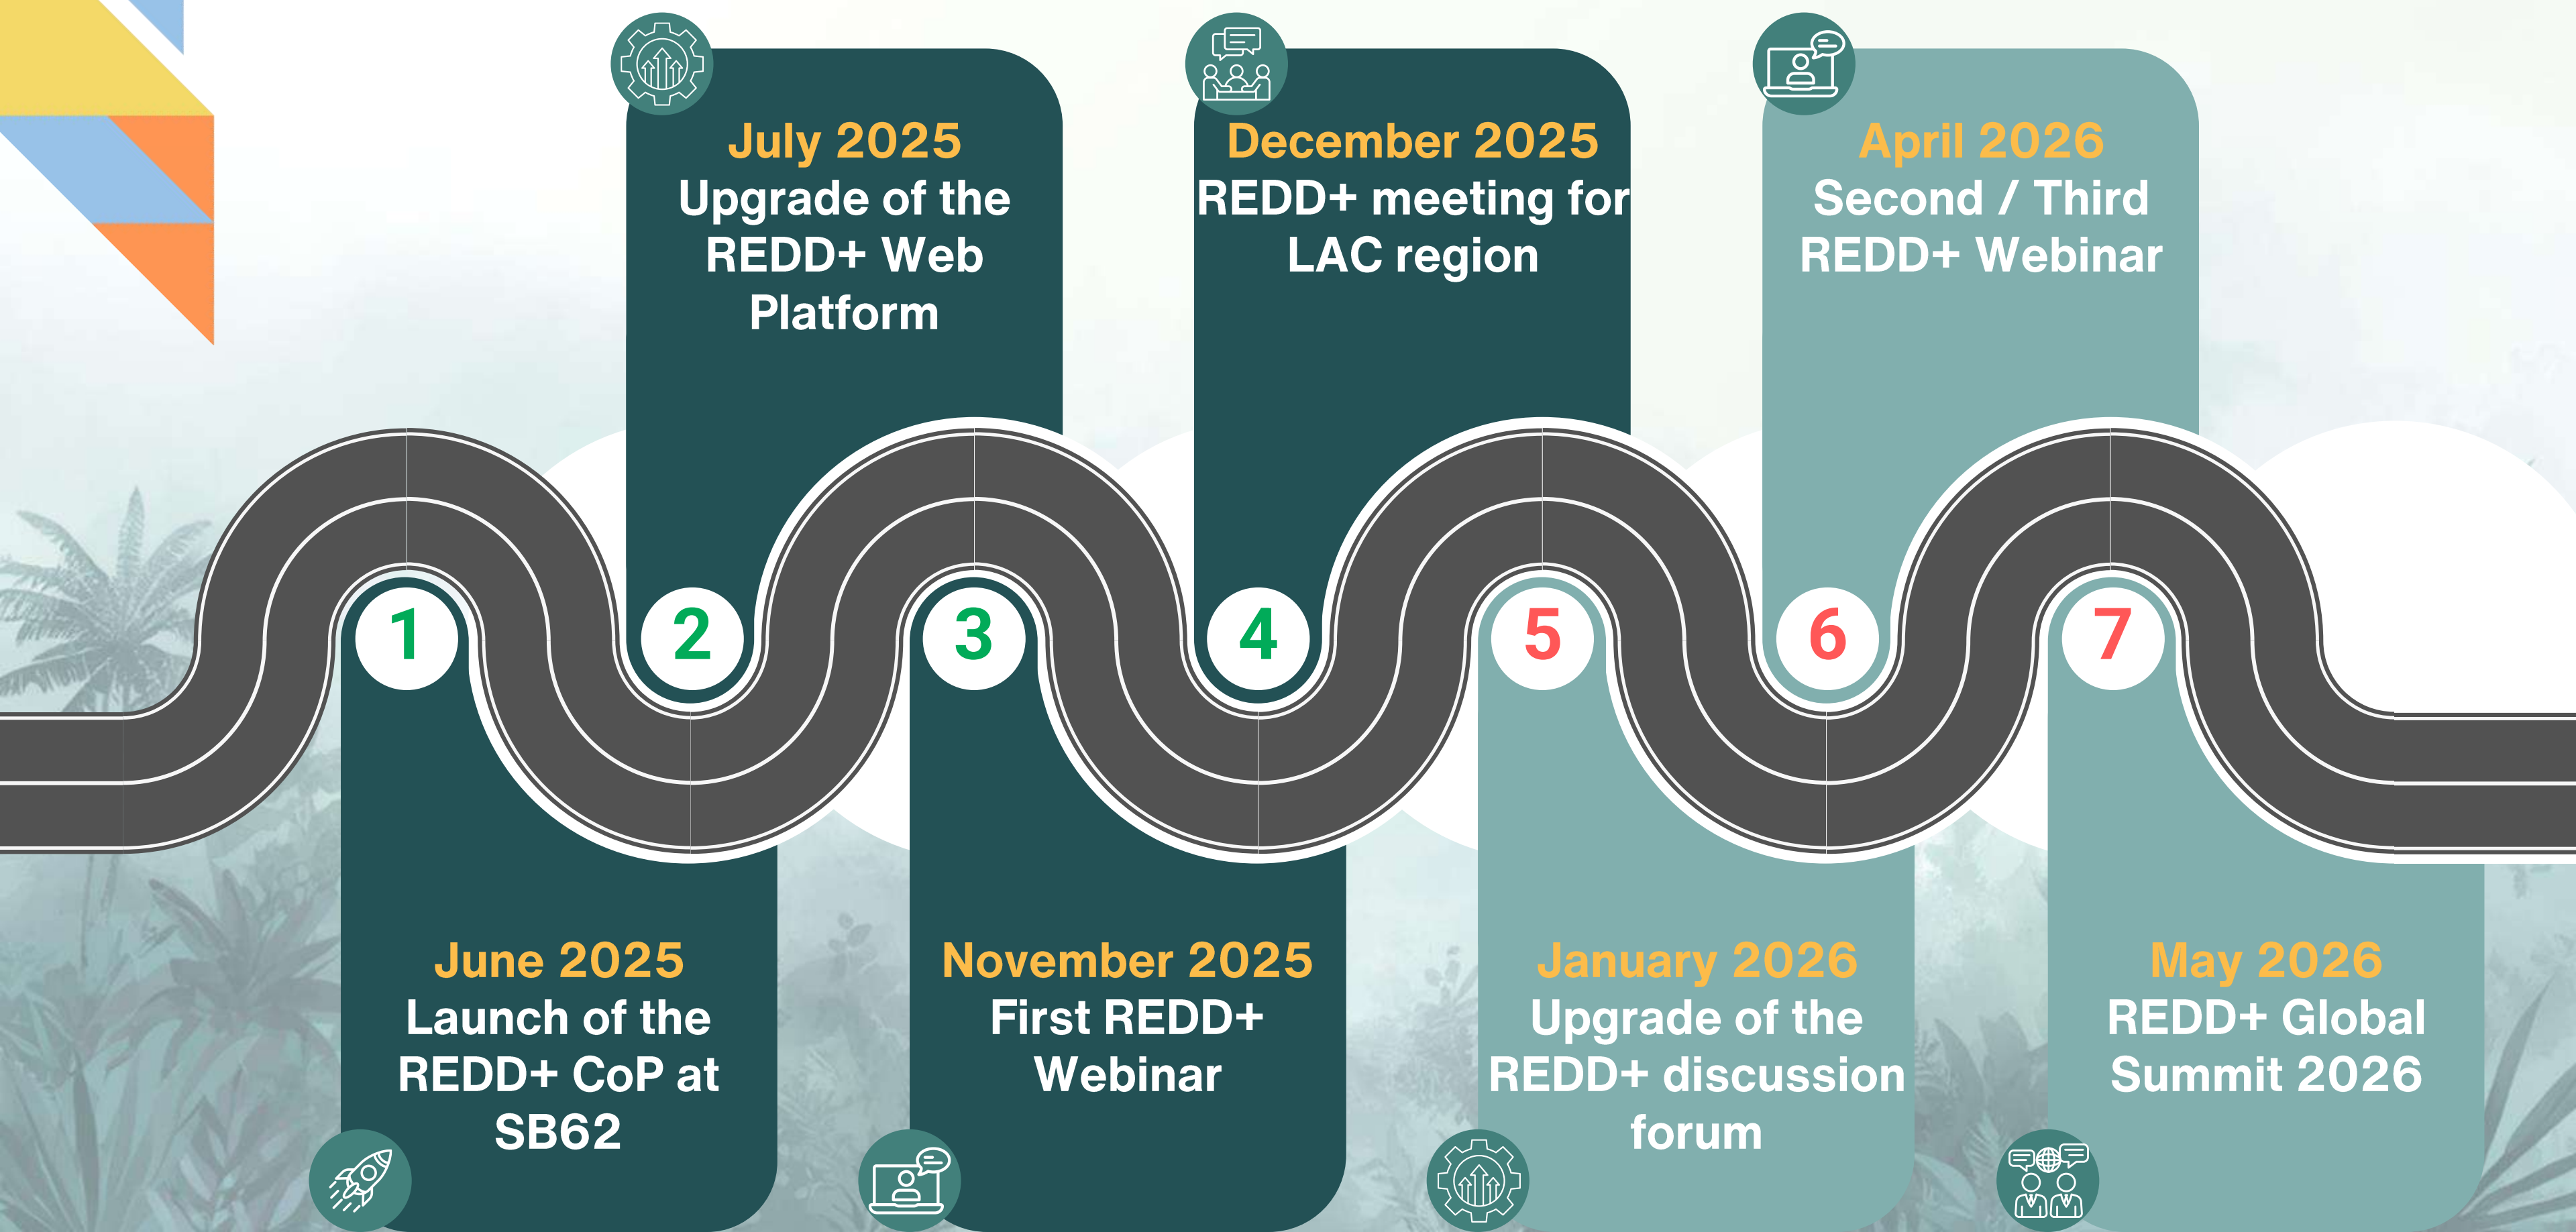 1
June 2025
Launch of the
REDD+ CoP at
SB62
2
July 2025
Upgrade of the
REDD+ Web
Platform
3
November 2025
First REDD+
Webinar
4
December 2025
REDD+ meeting for
LAC region
5
January 2026
Upgrade of the
REDD+ discussion
forum
6
April 2026
Second / Third
REDD+ Webinar
7
May 2026
REDD+ Global
Summit 2026